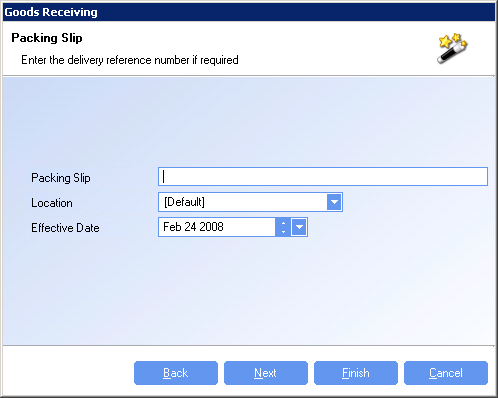 Goods Receiving
Packing Slip
Enter the delivery reference number if required
Packing Slip
Location [Default]
Effective Date Feb 24 2008
Back Next Finish Cancel